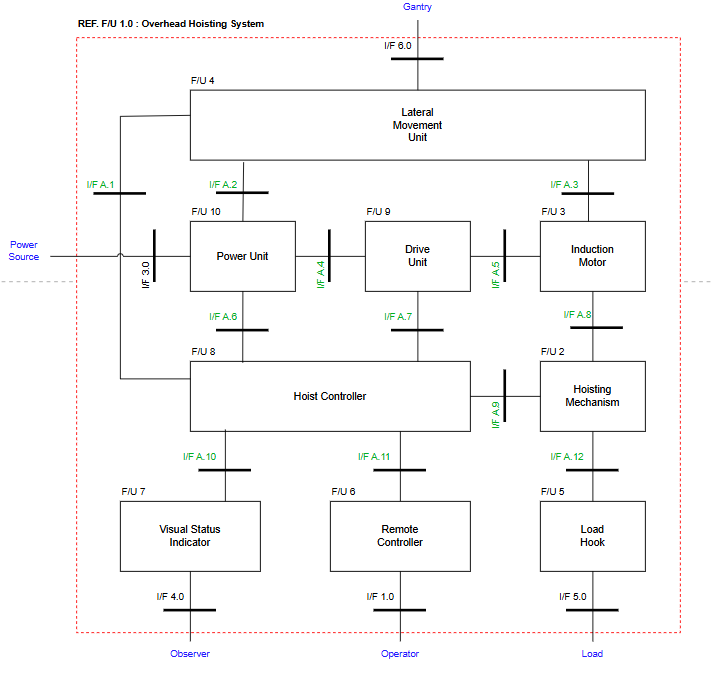 Gantry
REF. F/U 1.0 : Overhead Hoisting System
I/F 6.0
F/U 4
Lateral
Movement
Unit
I/F A.1
I/F A.2
I/F A.3
F/U 10
F/U 9
F/U 3
Power
Source
I/F 3.0
Power Unit
I/F A.4
Drive
Unit
I/F A.5
Induction
Motor
I/F A.6
I/F A.7
I/F A.8
F/U 8
F/U 2
Hoist Controller
I/F A.9
Hoisting
Mechanism
I/F A.10
I/F A.11
I/F A.12
F/U 7
F/U 6
F/U 5
Visual Status
Indicator
Remote
Controller
Load
Hook
I/F 4.0
I/F 1.0
I/F 5.0
Observer
Operator
Load